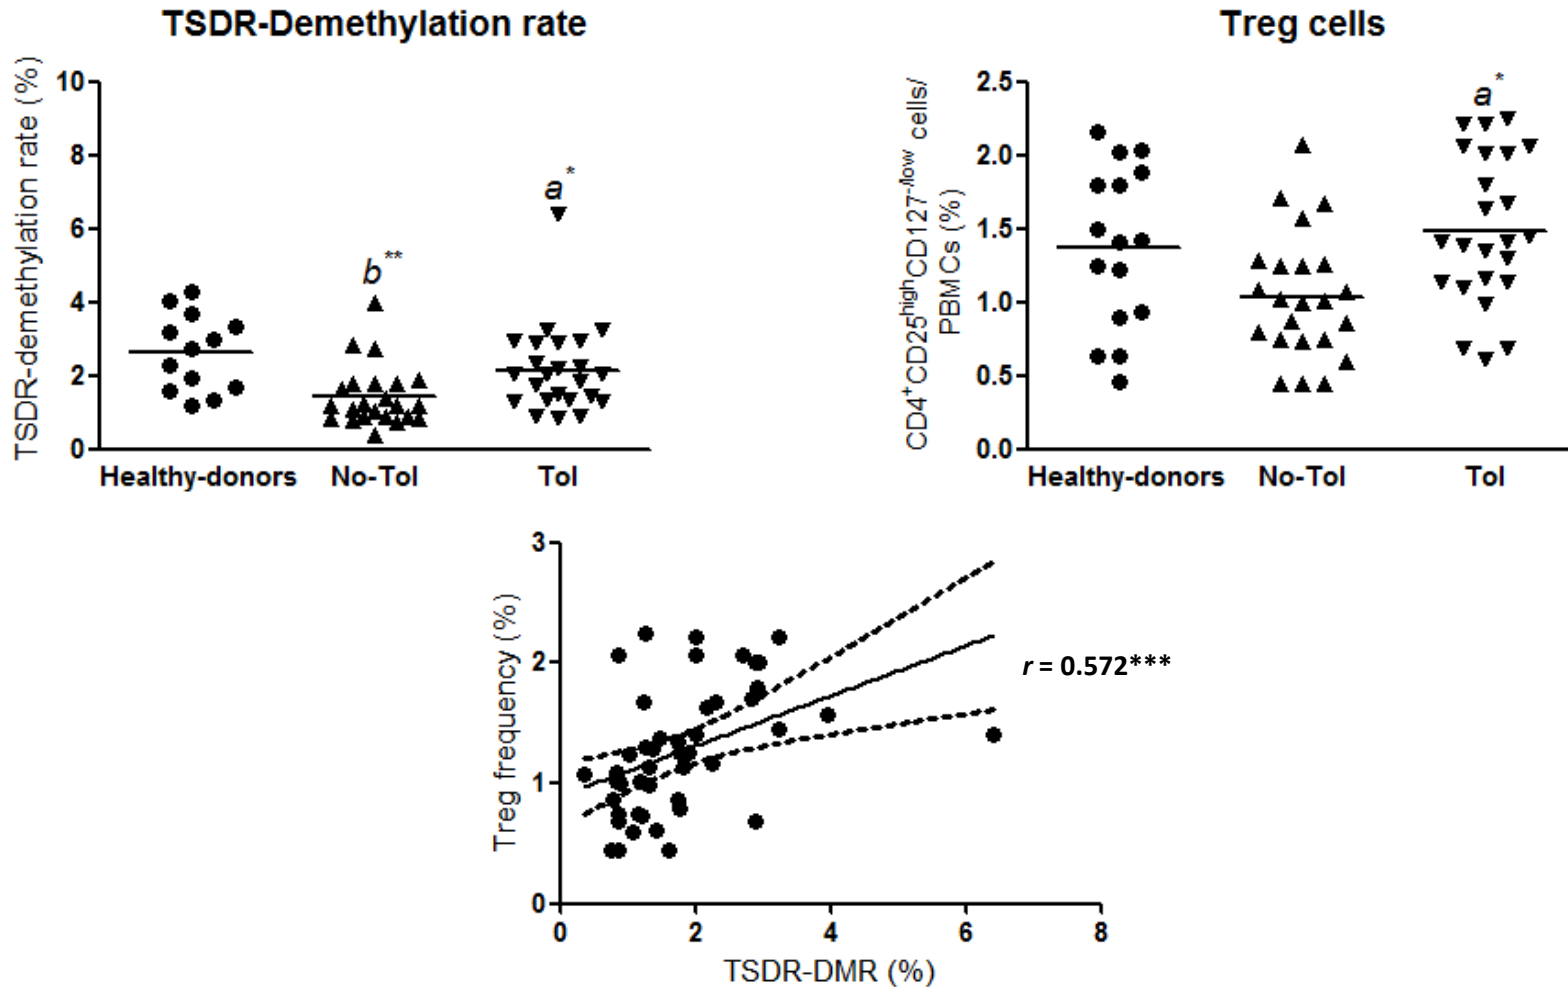 TSDR-Demethylation rate
TSDR-demethylation rate (%)
10
8
6
4
2
0
b**
a*
Healthy-donors
No-Tol
Tol
Treg cells
CD4+CD25highCD127-/low cells/
PBMCs (%)
2.5
2.0
1.5
1.0
0.5
0.0
a*
Healthy-donors
No-Tol
Tol
Treg frequency (%)
3
2
1
0
r = 0.572***
0
2
4
6
8
TSDR-DMR (%)